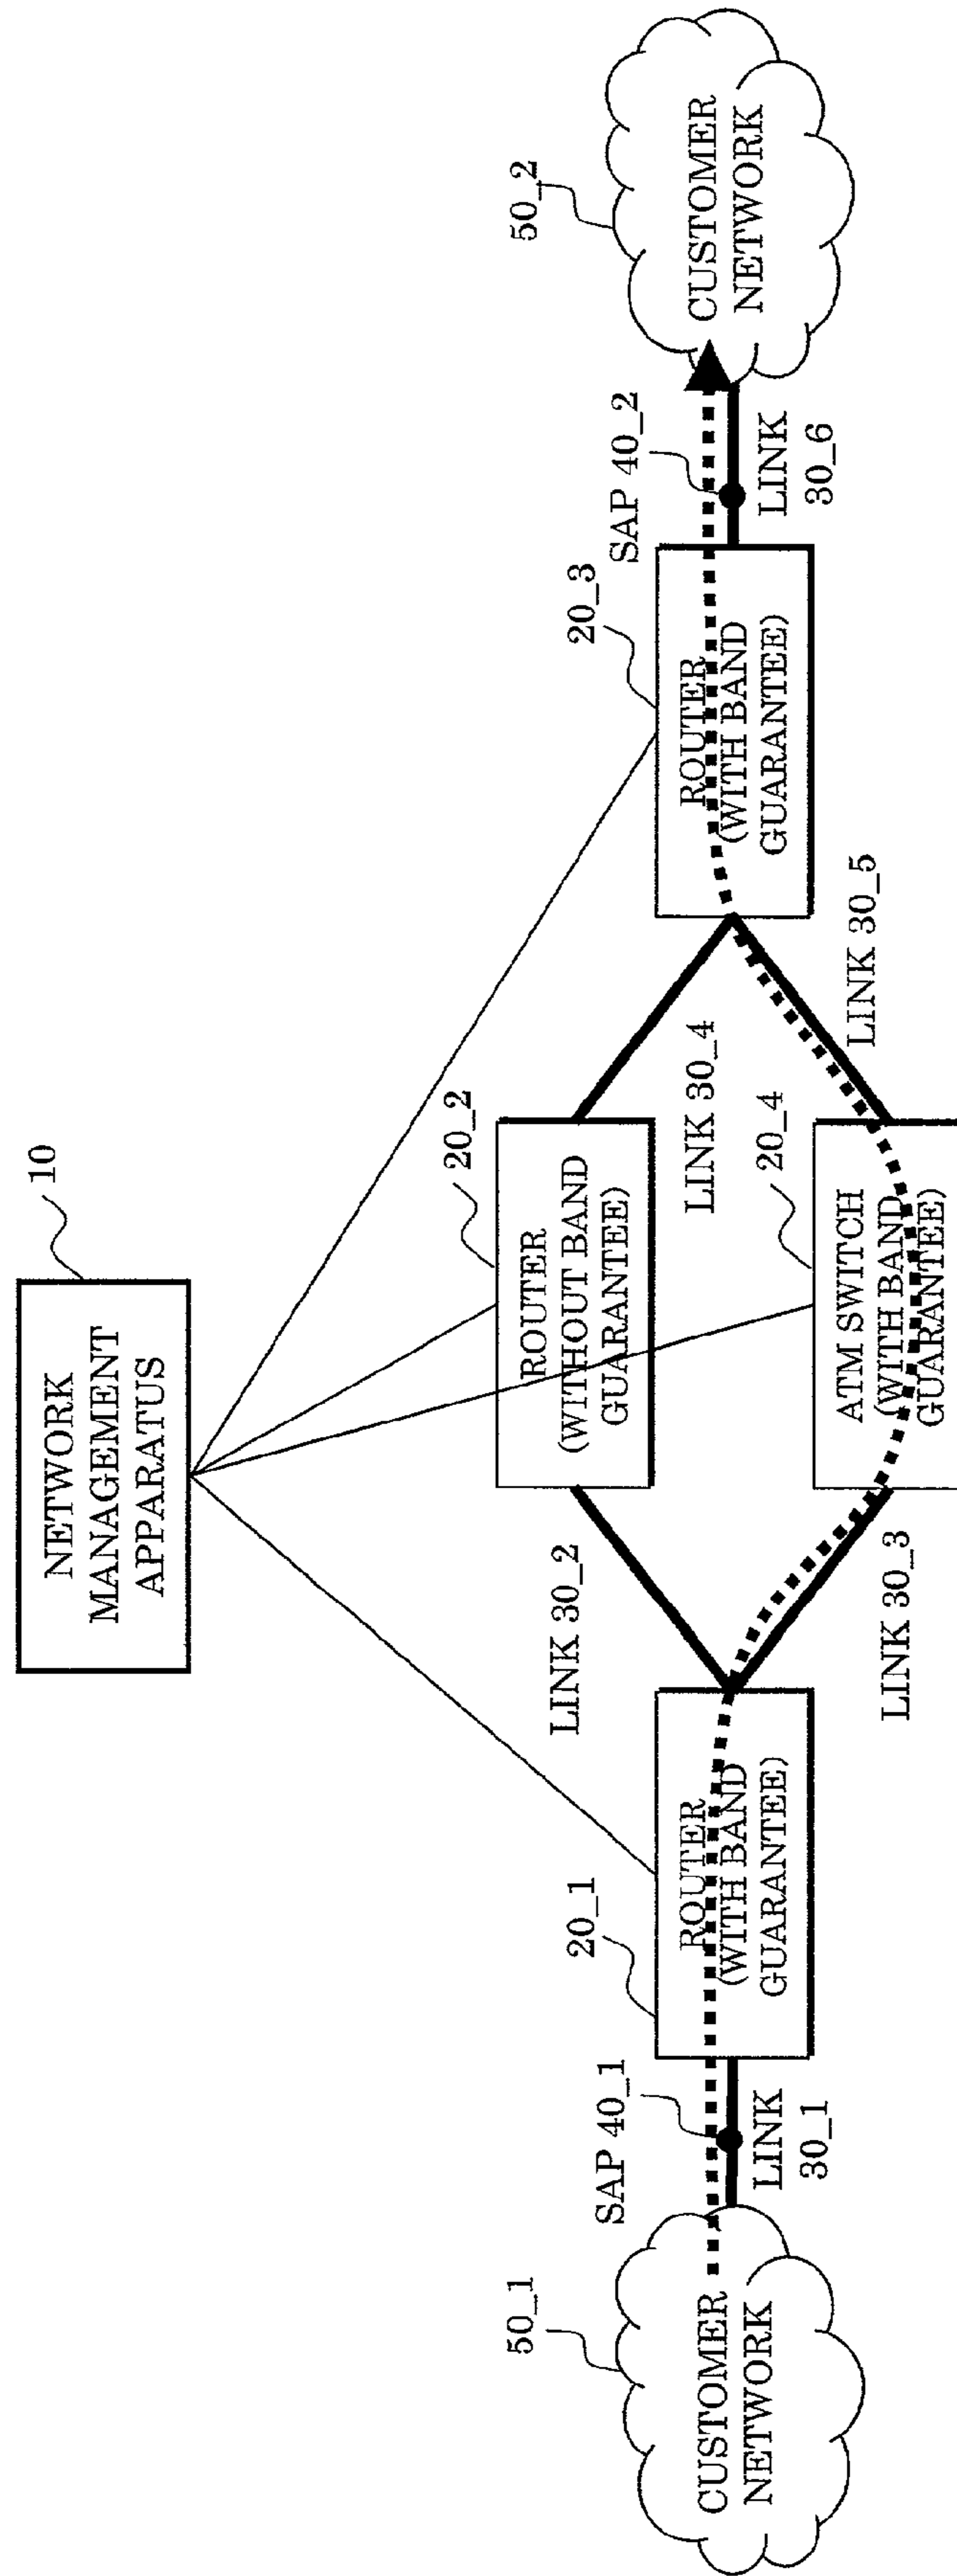 NETWORK
MANAGEMENT
APPARATUS
10
50_1
CUSTOMER
NETWORK
SAP 40_1
LINK
30_1
20_1
ROUTER
(WITH BAND
GUARANTEE)
LINK 30_2
LINK 30_3
20_2
ROUTER
(WITHOUT BAND
GUARANTEE)
20_4
ATM SWITCH
(WITH BAND
GUARANTEE)
LINK 30_4
LINK 30_5
20_3
ROUTER
(WITH BAND
GUARANTEE)
SAP 40_2
LINK
30_6
50_2
CUSTOMER
NETWORK